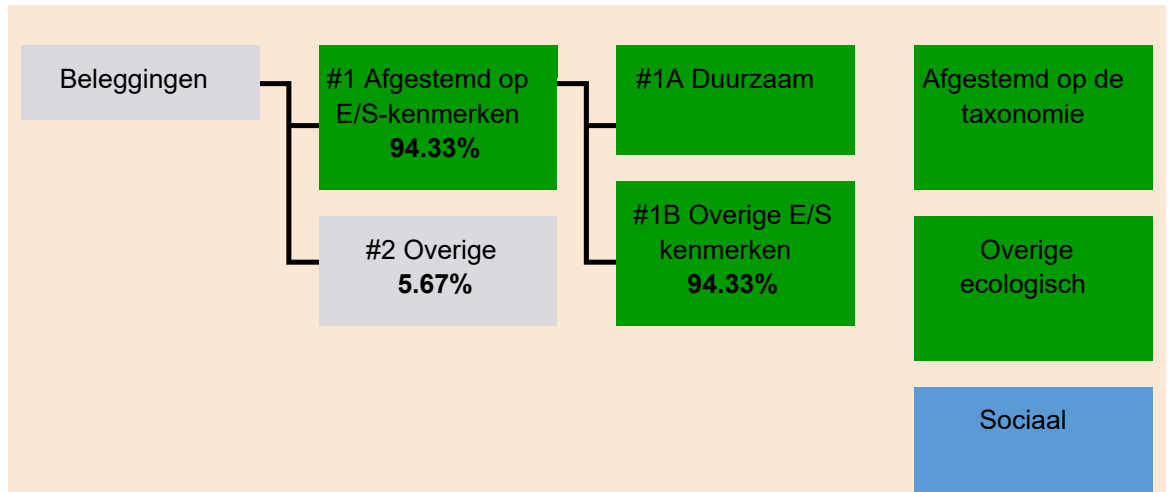 Beleggingen
#1 Afgestemd op
E/S-kenmerken
94.33%
#2 Overige
5.67%
#1A Duurzaam
#1B Overige E/S
kenmerken
94.33%
Afgestemd op de
taxonomie
Overige
ecologisch
Sociaal